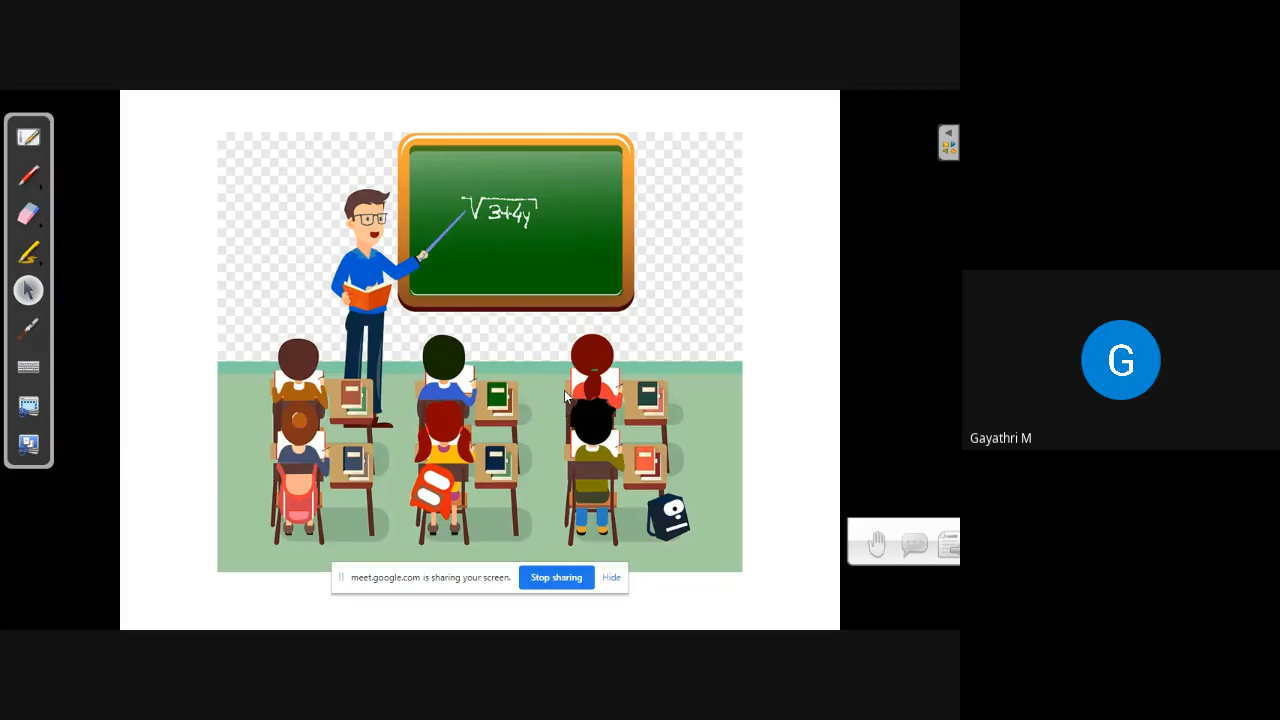 √3+4y
meet.google.com is sharing your screen. Stop sharing Hide
G
Gayathri M